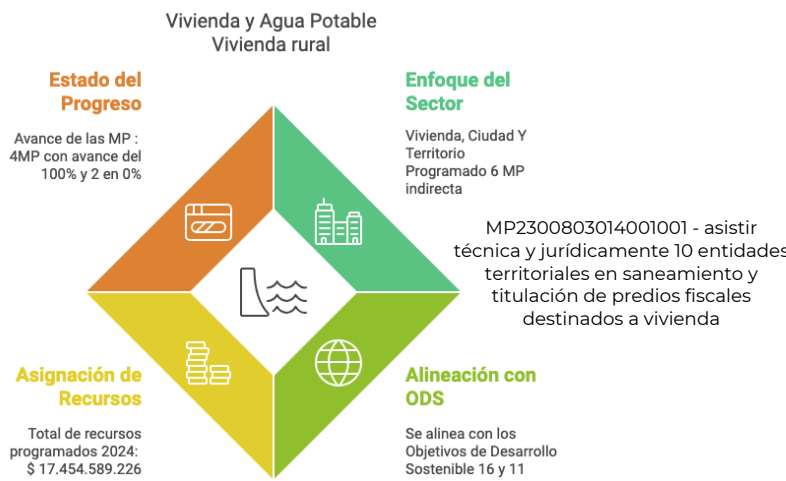 Vivienda y Agua Potable
Vivienda rural
Estado del
Progreso
Avance de las MP :
4MP con avance del
100% y 2 en 0%
Enfoque del
Sector
Vivienda, Ciudad Y
Territorio
Programado 6 MP
indirecta
MP2300803014001001 - asistir
técnica y jurídicamente 10 entidades
territoriales en saneamiento y
titulación de predios fiscales
destinados a vivienda
Asignación de
Recursos
Total de recursos
programados 2024:
$ 17.454.589.226
Alineación con
ODS
Se alinea con los
Objetivos de Desarrollo
Sostenible 16 y 11